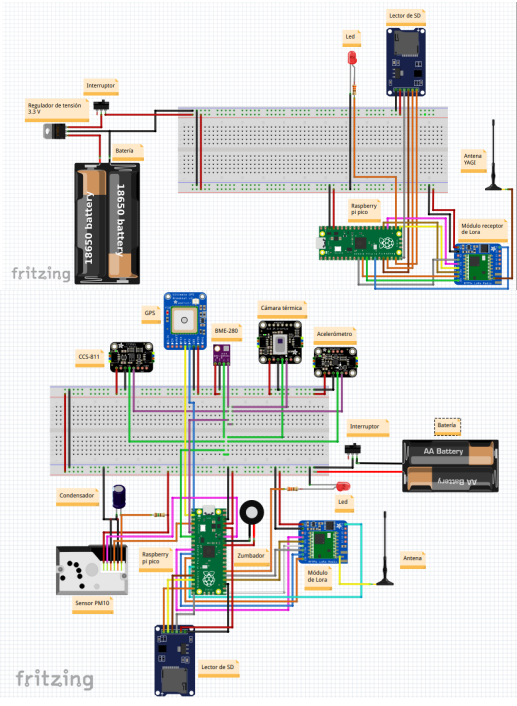 Lector de SD
Led
Interruptor
Regulador de tensión
3.3 V
Batería
18650 battery
18650 battery
Antena
YAGI
Raspberry
pi pico
Módulo receptor
de Lora
fritzing
GPS
Cámara térmica
BME-280
Acelerómetro
CCS-811
Interruptor
Batería
AA Battery
AA Battery
Condensador
Led
Raspberry
pi pico
Zumbador
Módulo
de Lora
Antena
Sensor PM10
Lector de SD
fritzing